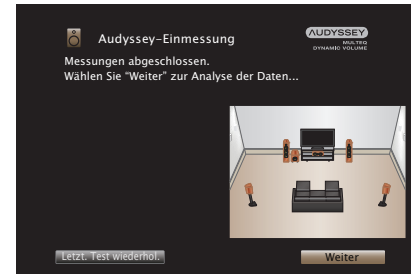 Audyssey-Einmessung
AUDYSSEY
MULTEQ
DYNAMIC VOLUME
Messungen abgeschlossen.
Wählen Sie “Weiter” zur Analyse der Daten...
Letzt. Test wiederhol.
Weiter